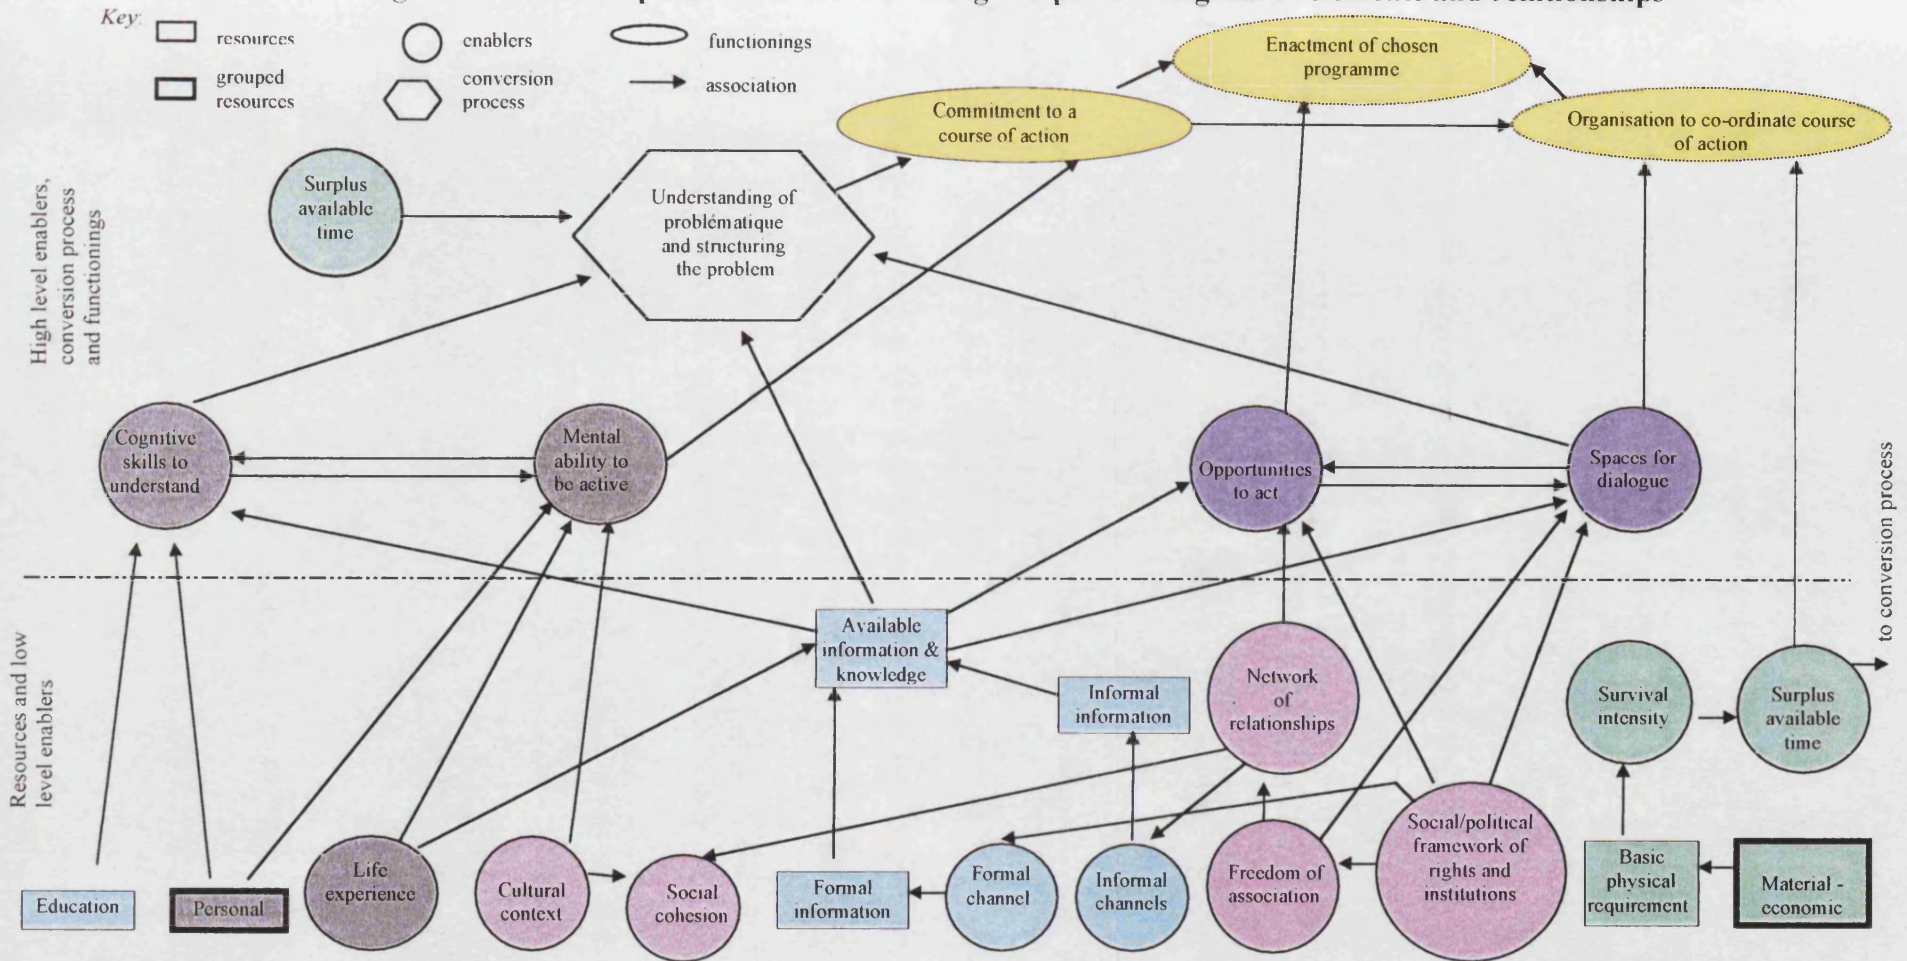 Key:
resources
grouped
resources
enablers
conversion
process
functionings
association
Enactment of chosen
programme
Commitment to a
course of action
Organisation to co-ordinate course
of action
Surplus
available
time
Understanding of
problématique
and structuring
the problem
High level enablers,
conversion process
and functionings
Cognitive
skills to
understand
Mental
ability to
be active
Opportunities
to act
Spaces for
dialogue
to conversion process
Resources and low
level enablers
Available
information &
knowledge
Informal
information
Network
of
relationships
Survival
intensity
Surplus
available
time
Education
Personal
Life
experience
Cultural
context
Social
cohesion
Formal
information
Formal
channel
Informal
channels
Freedom of
association
Social/political
framework of
rights and
institutions
Basic
physical
requirement
Material -
economic